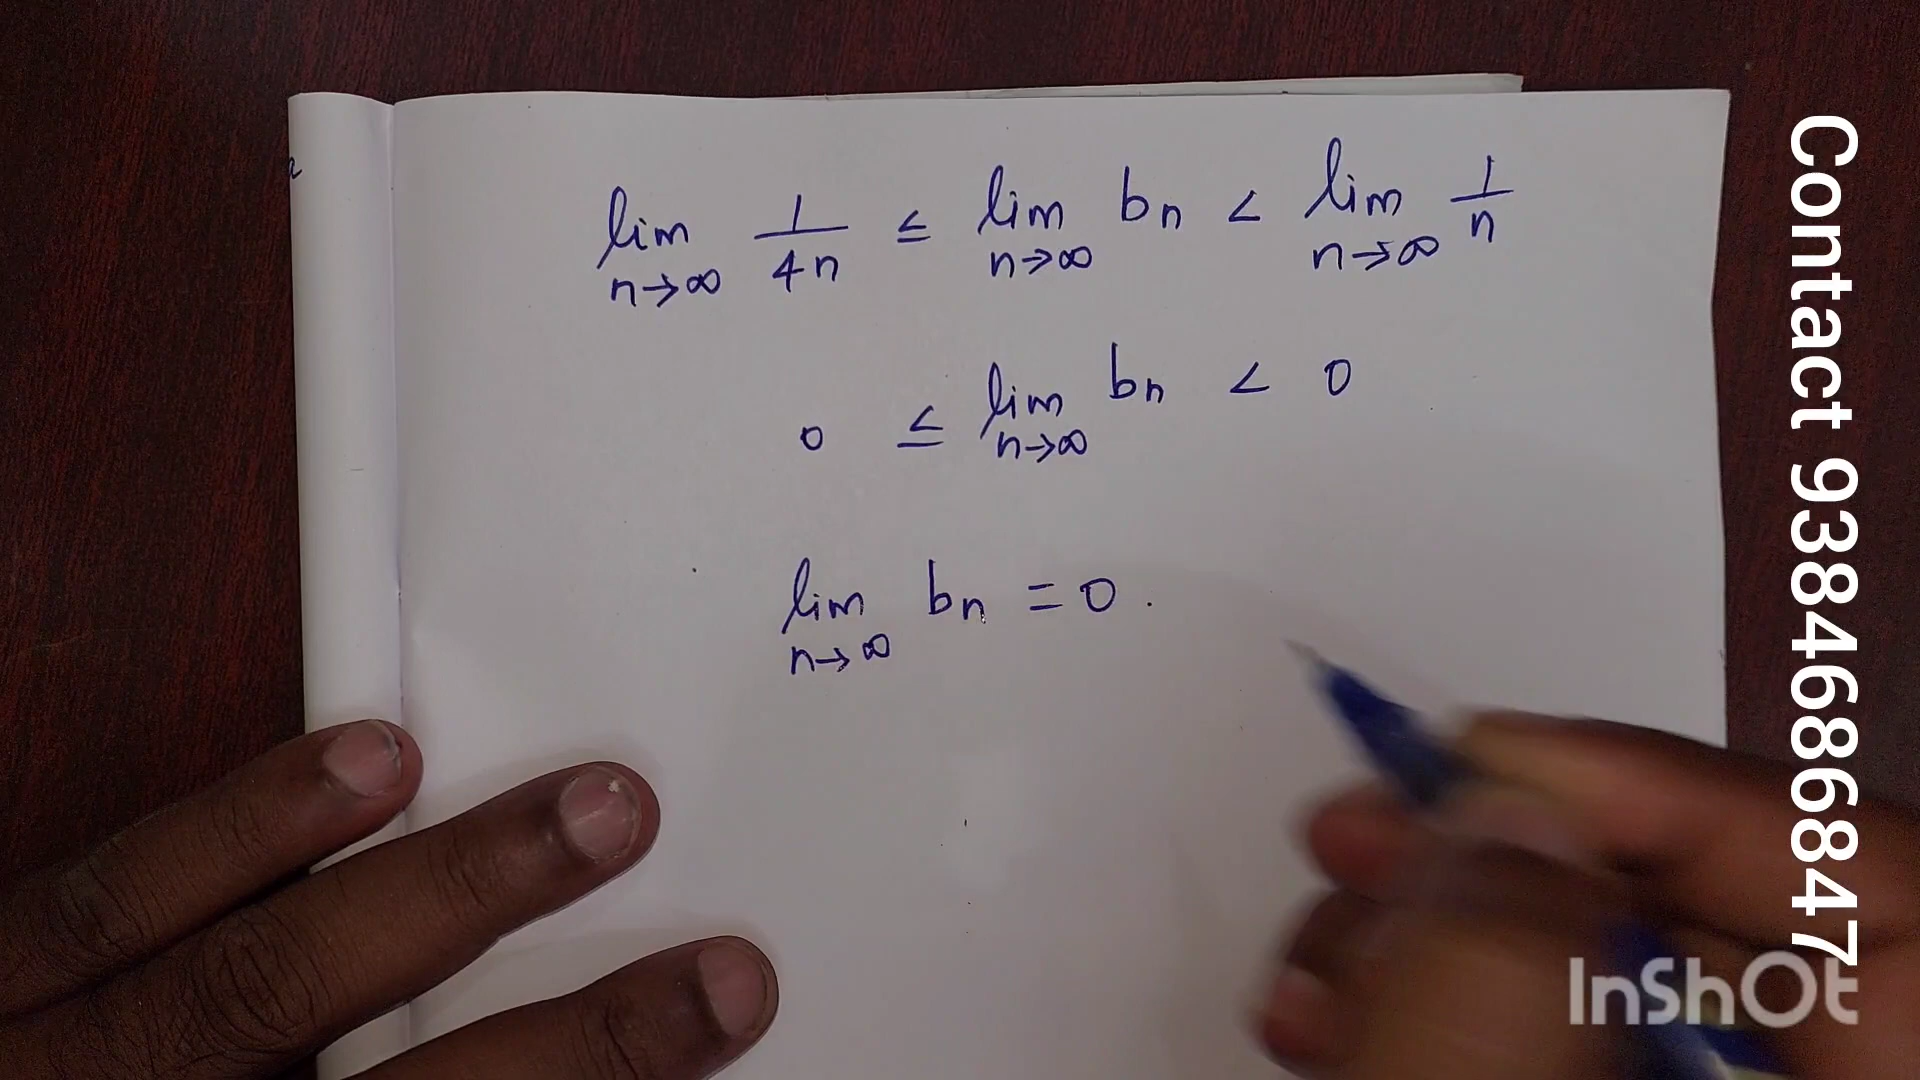 lim n→∞ 1/4n ≤ lim n→∞ bn < lim n→∞ 1/n
0 ≤ lim n→∞ bn < 0
lim n→∞ bn = 0.
Contact 9384686847
InShOt